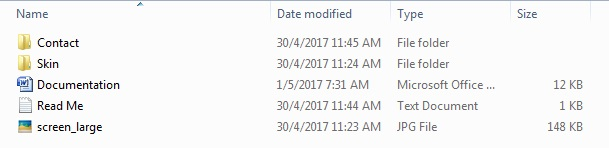 Name Date modified Type Size
Contact 30/4/2017 11:45 AM File folder
Skin 30/4/2017 11:24 AM File folder
Documentation 1/5/2017 7:31 AM Microsoft Office ... 12 KB
Read Me 30/4/2017 11:44 AM Text Document 1 KB
screen_large 30/4/2017 11:23 AM JPG File 148 KB